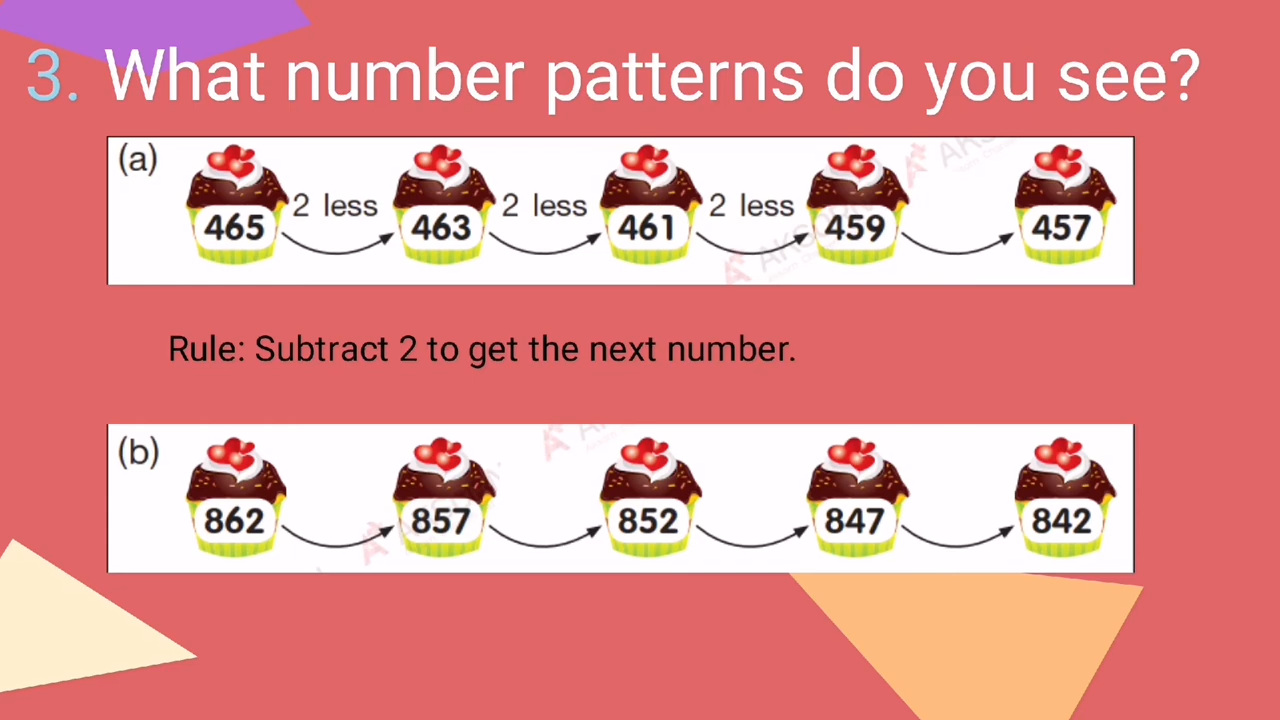 3. What number patterns do you see?
(a)
2 less 2 less 2 less
465 463 461 459 457
Rule: Subtract 2 to get the next number.
(b)
862 857 852 847 842